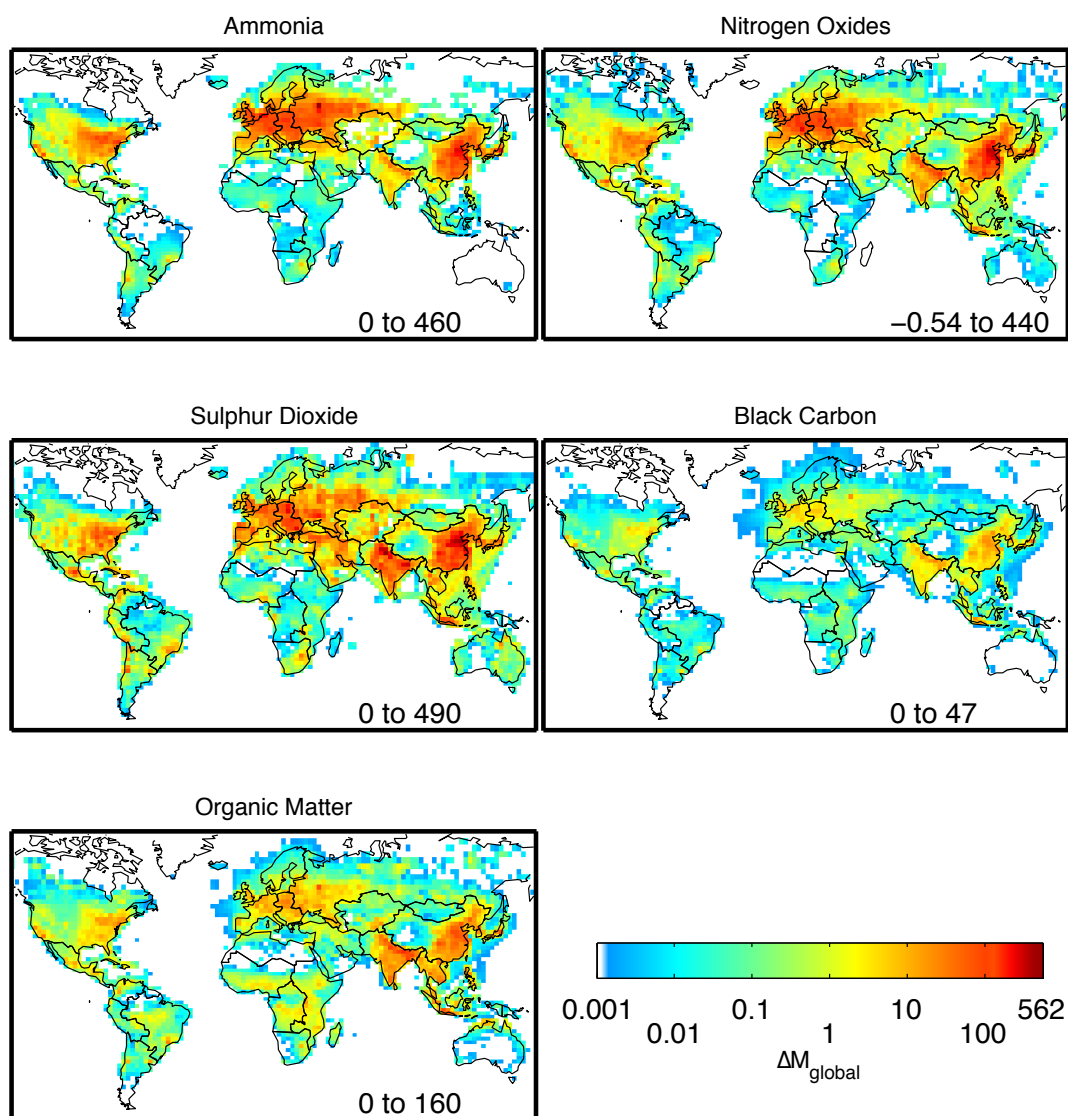 Ammonia
Nitrogen Oxides
0 to 460
−0.54 to 440
Sulphur Dioxide
Black Carbon
0 to 490
0 to 47
Organic Matter
0 to 160
0.001 0.1 10 562
0.01 1 100
ΔM_global